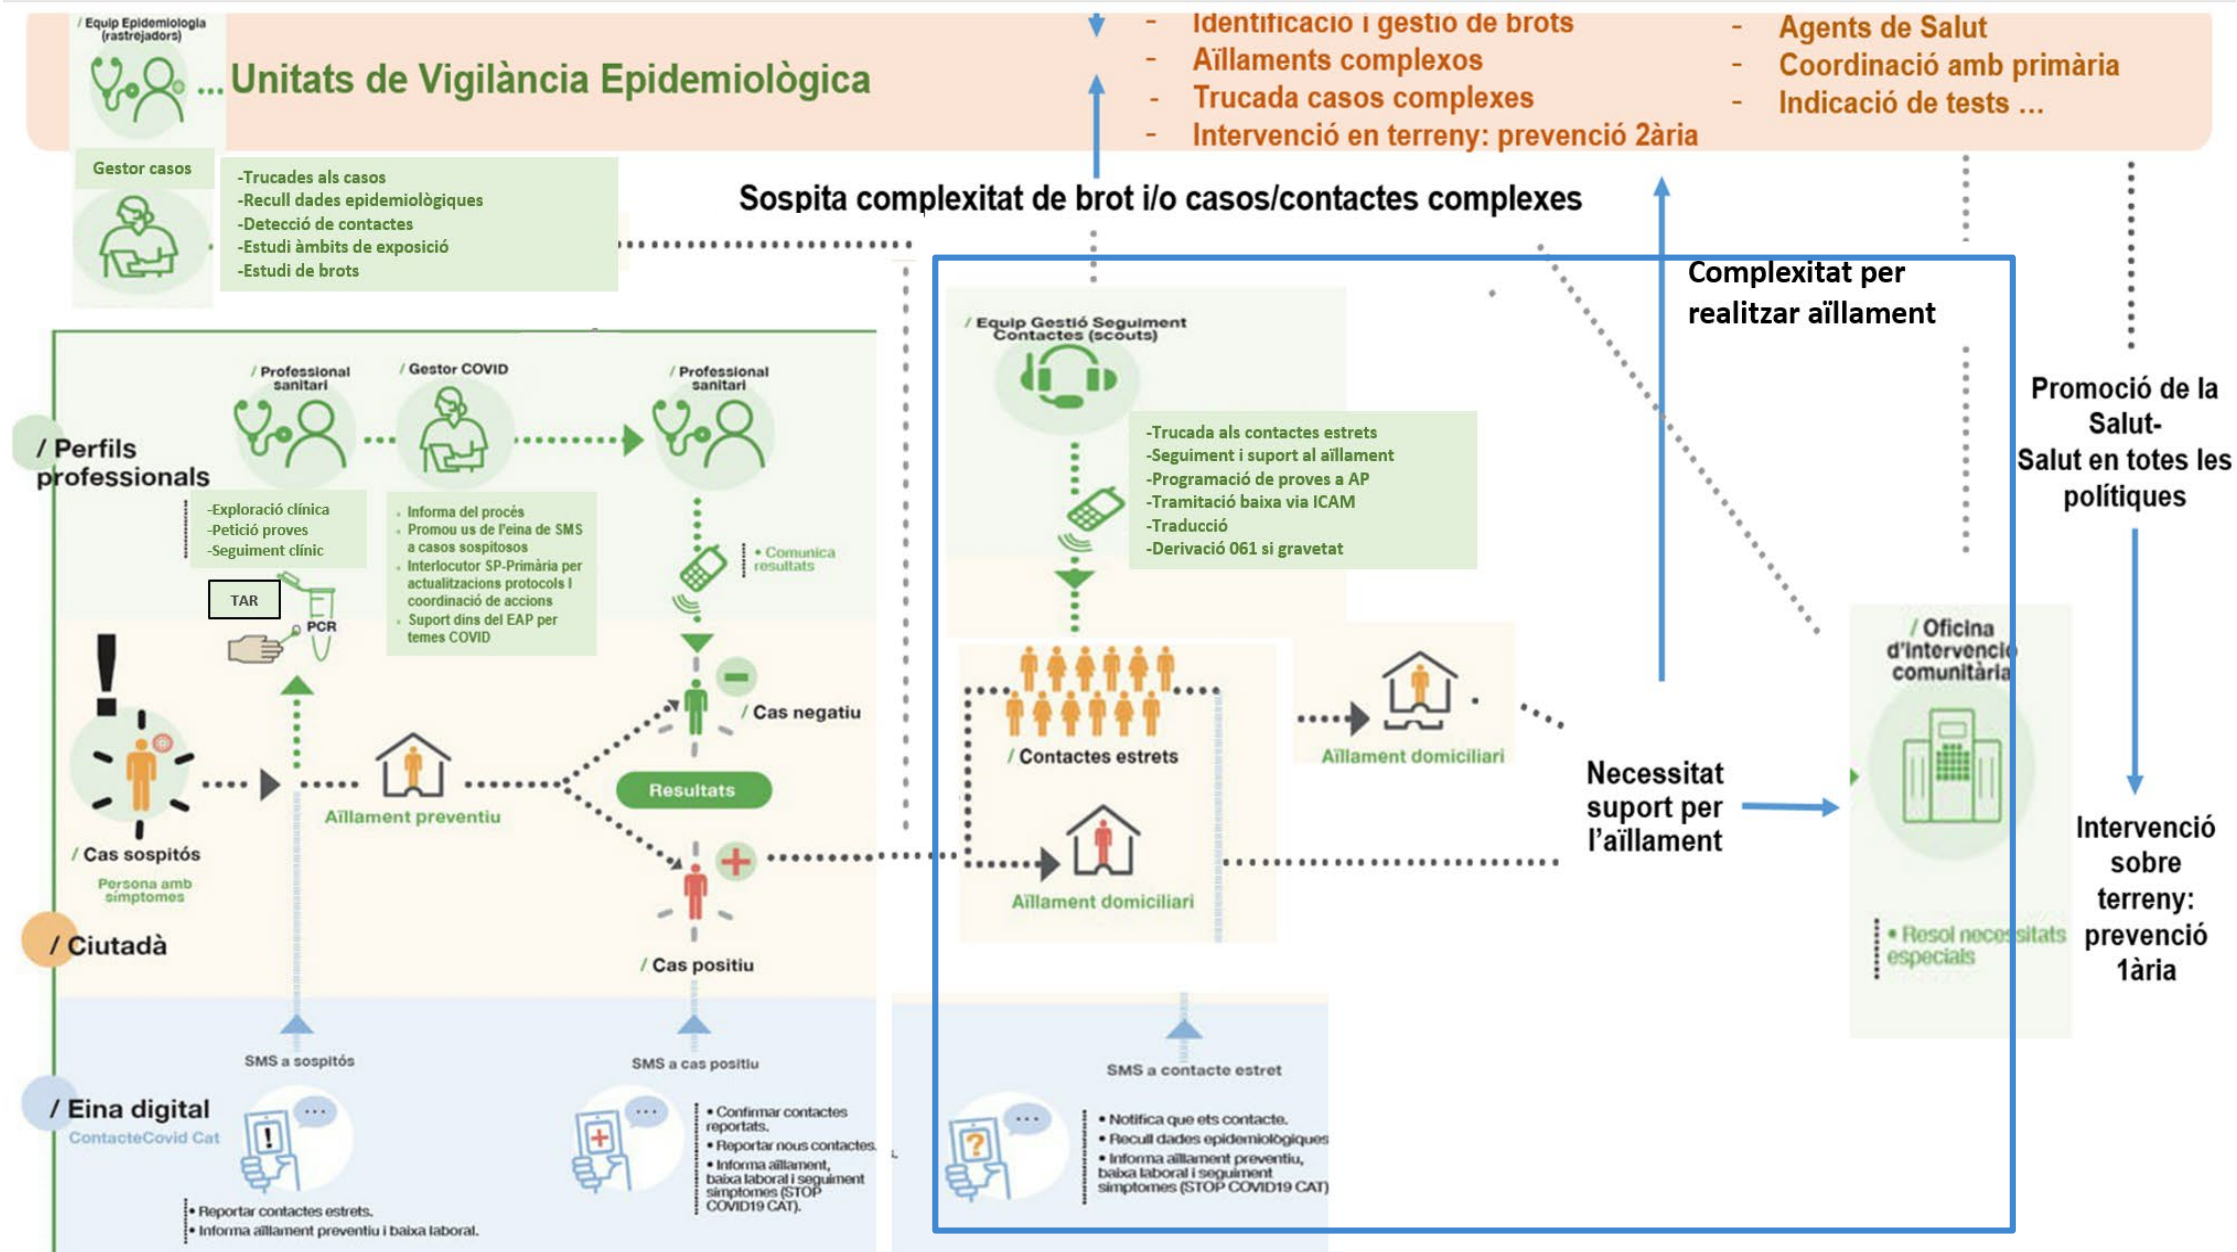 / Equip Epidemiologia
(rastrejadors)
... Unitats de Vigilància Epidemiològica
- Identificació i gestió de brots
- Aïllaments complexos
- Trucada casos complexes
- Intervenció en terreny: prevenció 2ària
- Agents de Salut
- Coordinació amb primària
- Indicació de tests ...
Gestor casos
-Trucades als casos
-Recull dades epidemiològiques
-Detecció de contactes
-Estudi àmbits de exposició
-Estudi de brots
Sospita complexitat de brot i/o casos/contactes complexes
Complexitat per
realitzar aïllament
/ Perfils
professionals
/ Professional
sanitari
/ Gestor COVID
/ Professional
sanitari
-Exploració clínica
-Petició proves
-Seguiment clínic
TAR
PCR
• Informa del procés
• Promou us de l'eina de SMS
a casos sospitosos
• Interlocutor SP-Primària per
actualitzacions protocols I
coordinació de accions
• Suport dins del EAP per
temes COVID
• Comunica
resultats
/ Equip Gestió Seguiment
Contactes (scouts)
-Trucada als contactes estrets
-Seguiment i suport al aïllament
-Programació de proves a AP
-Tramitació baixa via ICAM
-Traducció
-Derivació 061 si gravetat
Promoció de la
Salut-
Salut en totes les
polítiques
/ Cas sospitós
Persona amb
símptomes
Aïllament preventiu
/ Cas negatiu
Resultats
/ Cas positiu
/ Contactes estrets
Aïllament domiciliari
Aïllament domiciliari
Necessitat
suport per
l'aïllament
/ Oficina
d'intervenció
comunitària
• Resol necessitats
especials
Intervenció
sobre
terreny:
prevenció
1ària
/ Ciutadà
/ Eina digital
ContacteCovid Cat
SMS a sospitós
!
• Reportar contactes estrets.
• Informa aïllament preventiu i baixa laboral.
SMS a cas positiu
• Confirmar contactes
reportats.
• Reportar nous contactes.
• Informa aïllament,
baixa laboral i seguiment
símptomes (STOP
COVID19 CAT).
s.
SMS a contacte estret
?
• Notifica que ets contacte.
• Recull dades epidemiològiques
• Informa aïllament preventiu,
baixa laboral i seguiment
símptomes (STOP COVID19 CAT)